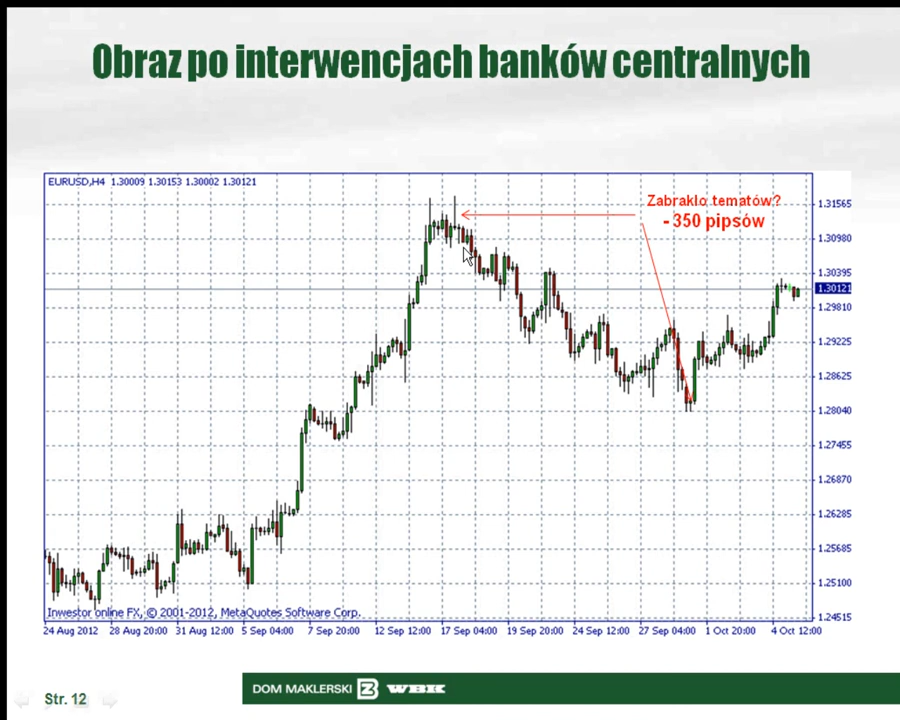 Obraz po interwencjach banków centralnych
EURUSD,H4 1.30009 1.30153 1.30002 1.30121
Zabrakło tematów?
- 350 pipsów
1.31565
1.30980
1.30395
1.30121
1.29810
1.29225
1.28625
1.28040
1.27455
1.26870
1.26285
1.25685
1.25100
1.24515
Investor online FX, © 2001-2012, MetaQuotes Software Corp.
24 Aug 2012 28 Aug 20:00 31 Aug 12:00 5 Sep 04:00 7 Sep 20:00 12 Sep 12:00 17 Sep 04:00 19 Sep 20:00 24 Sep 12:00 27 Sep 04:00 1 Oct 20:00 4 Oct 12:00
Str. 12
DOM MAKLERSKI Z WBK